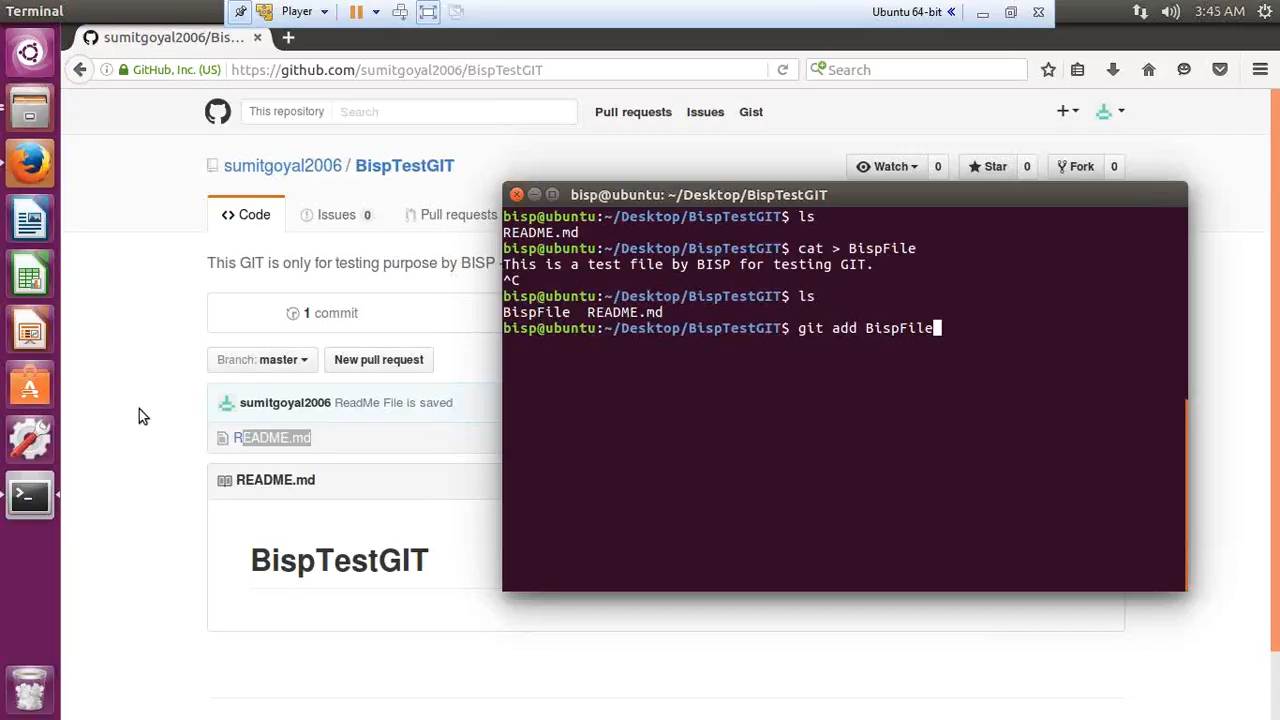 Terminal
Player
Ubuntu 64-bit
3:45 AM
sumitgoyal2006/Bis...
GitHub, Inc. (US)
https://github.com/sumitgoyal2006/BispTestGIT
Search
This repository
Search
Pull requests
Issues
Gist
sumitgoyal2006 / BispTestGIT
Watch
0
Star
0
Fork
0
Code
Issues 0
Pull requests
This GIT is only for testing purpose by BISP
1 commit
Branch: master
New pull request
sumitgoyal2006 ReadMe File is saved
README.md
README.md
BispTestGIT
bisp@ubuntu: ~/Desktop/BispTestGIT
bisp@ubuntu:~/Desktop/BispTestGIT$ ls
README.md
bisp@ubuntu:~/Desktop/BispTestGIT$ cat > BispFile
This is a test file by BISP for testing GIT.
^C
bisp@ubuntu:~/Desktop/BispTestGIT$ ls
BispFile  README.md
bisp@ubuntu:~/Desktop/BispTestGIT$ git add BispFile